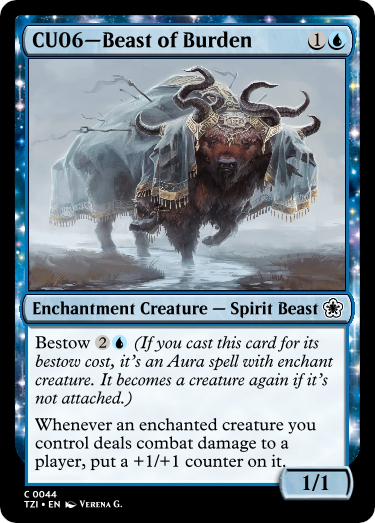 CU06—Beast of Burden 1
Enchantment Creature — Spirit Beast
Bestow 2 (If you cast this card for its
bestow cost, it's an Aura spell with enchant
creature. It becomes a creature again if it's
not attached.)
Whenever an enchanted creature you
control deals combat damage to a
player, put a +1/+1 counter on it.
1/1
C 0044
TZI • EN Verena G.